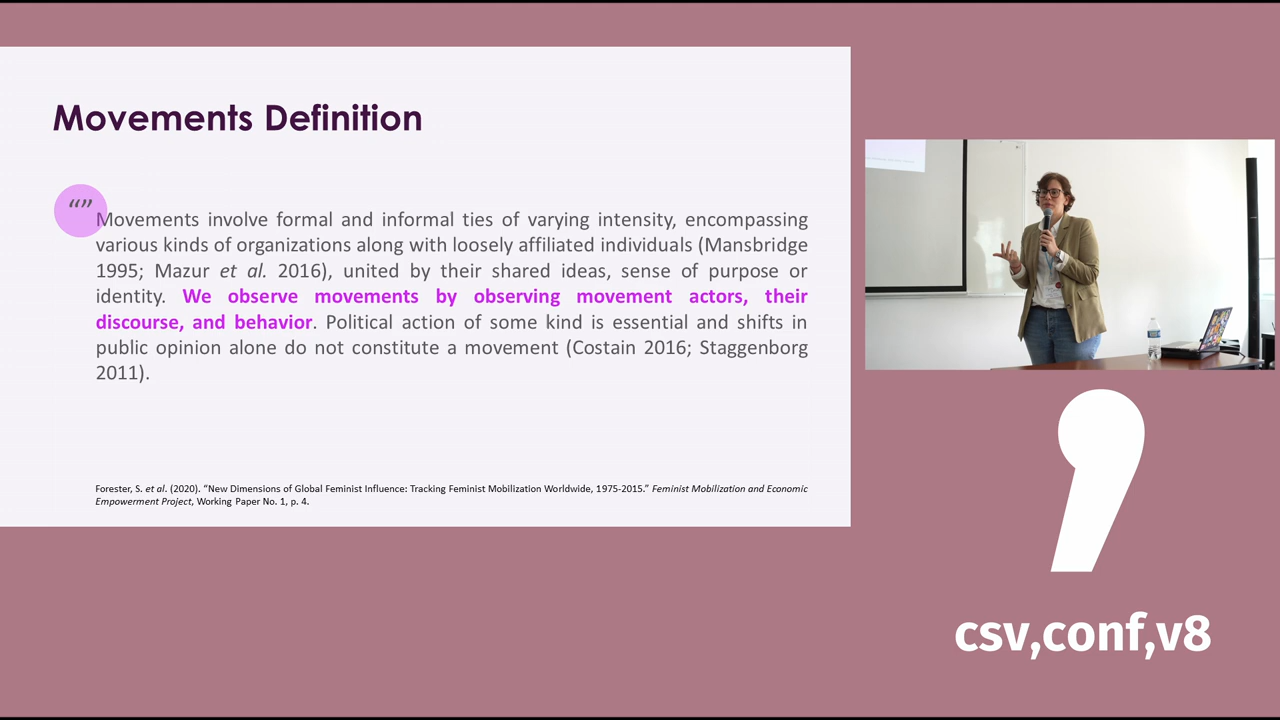 Movements Definition
“”
Movements involve formal and informal ties of varying intensity, encompassing
various kinds of organizations along with loosely affiliated individuals (Mansbridge
1995; Mazur et al. 2016), united by their shared ideas, sense of purpose or
identity. We observe movements by observing movement actors, their
discourse, and behavior. Political action of some kind is essential and shifts in
public opinion alone do not constitute a movement (Costain 2016; Staggenborg
2011).
Forester, S. et al. (2020). “New Dimensions of Global Feminist Influence: Tracking Feminist Mobilization Worldwide, 1975-2015.” Feminist Mobilization and Economic
Empowerment Project, Working Paper No. 1, p. 4.
,
csv,conf,v8